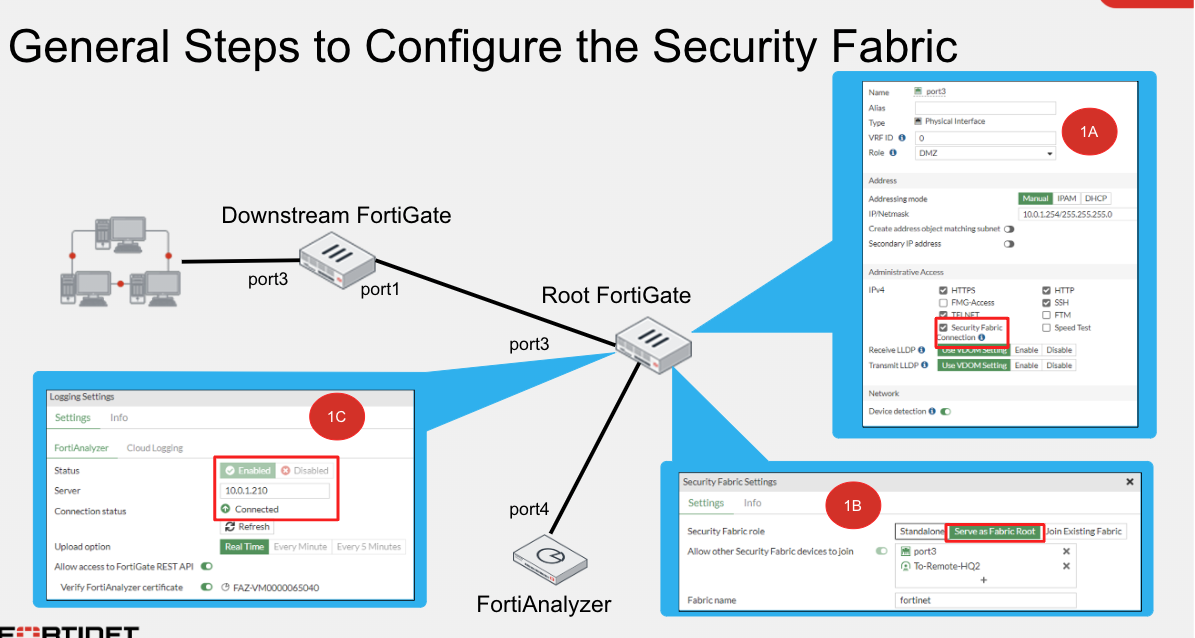 General Steps to Configure the Security Fabric
Name port3
Alias
Type Physical Interface
VRF ID 0
Role DMZ
1A
Address
Addressing mode Manual IPAM DHCP
IP/Netmask 10.0.1.254/255.255.255.0
Create address object matching subnet
Secondary IP address
Administrative Access
IPv4 HTTPS HTTP
FMG-Access SSH
TELNET FTM
Security Fabric Speed Test
Connection
Receive LLDP Use VDOM Setting Enable Disable
Transmit LLDP Use VDOM Setting Enable Disable
Network
Device detection
Downstream FortiGate
port3
port1
Root FortiGate
port3
Logging Settings
Settings Info
1C
FortiAnalyzer Cloud Logging
Status Enabled Disabled
Server 10.0.1.210
Connection status Connected
Refresh
Upload option Real Time Every Minute Every 5 Minutes
Allow access to FortiGate REST API
Verify FortiAnalyzer certificate FAZ-VM0000065040
port4
FortiAnalyzer
Security Fabric Settings
Settings Info
1B
Security Fabric role Standalone Serve as Fabric Root Join Existing Fabric
Allow other Security Fabric devices to join port3
To-Remote-HQ2
+
Fabric name fortinet
FORTINET